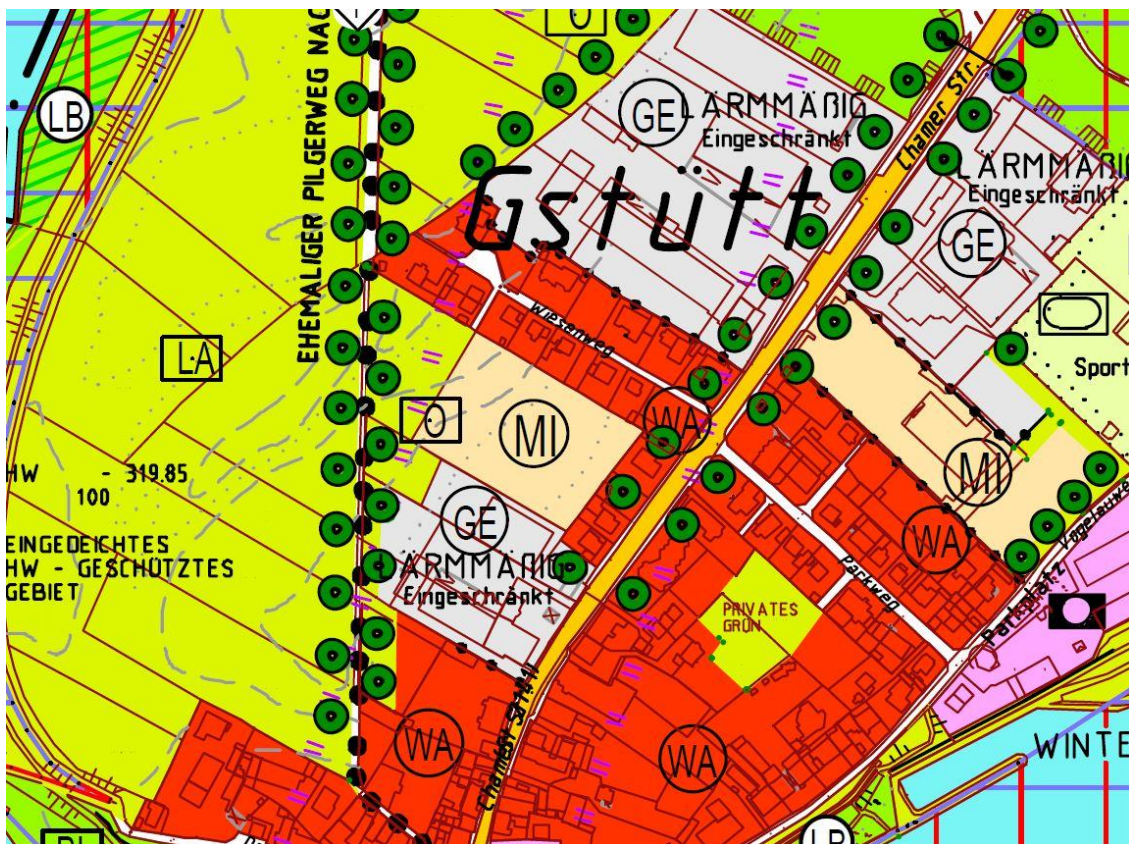 LB
EHEMALIGER PILGERWEG NAC
GE
LÄRMMÄßIG
Eingeschränkt
Chamer Str.
LÄRMMÄßIG
Eingeschränkt
GE
Gstütt
Wiesenweg
LA
Sport
MI
WA
MI
HW - 319.85
100
GE
WA
EINGEDEICHTES
HW - GESCHÜTZTES
GEBIET
LÄRMMÄßIG
Eingeschränkt
Parkweg
PRIVATES
GRÜN
Parkplatz
WA
WA
Chamer Str.
WINTE